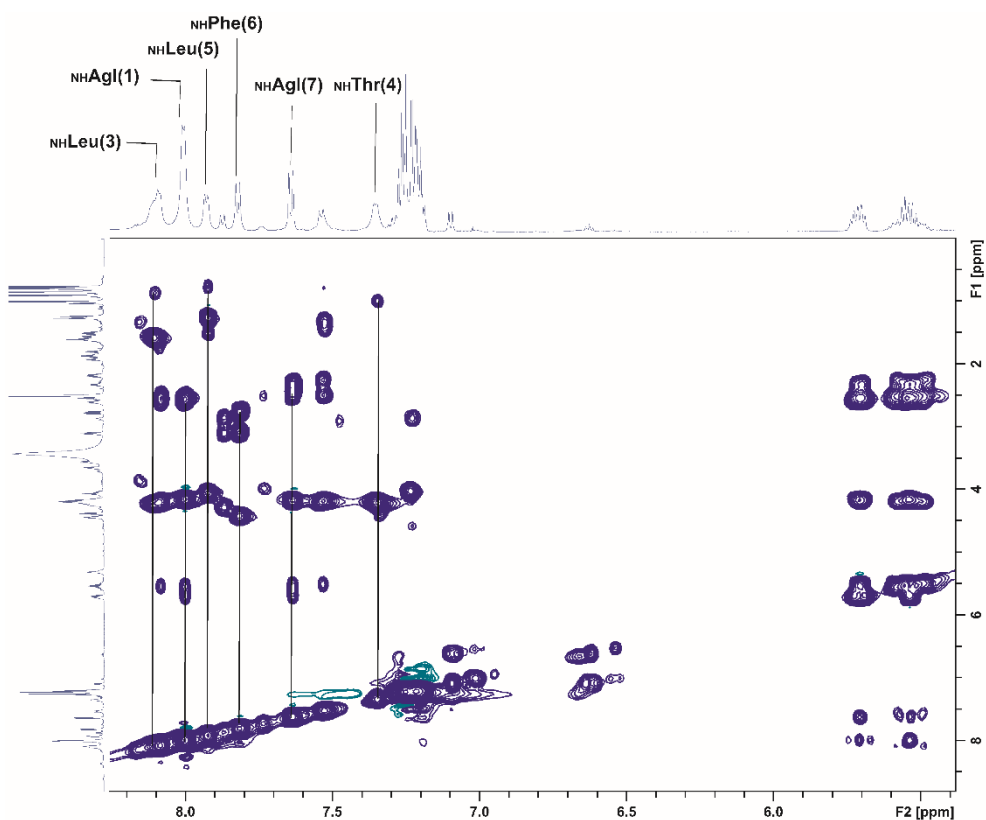 NHPhe(6)
NHLeu(5)
NHAgl(1)
NHAgl(7) NHThr(4)
NHLeu(3)
F1 [ppm]
2
4
6
8
8.0 7.5 7.0 6.5 6.0 F2 [ppm]